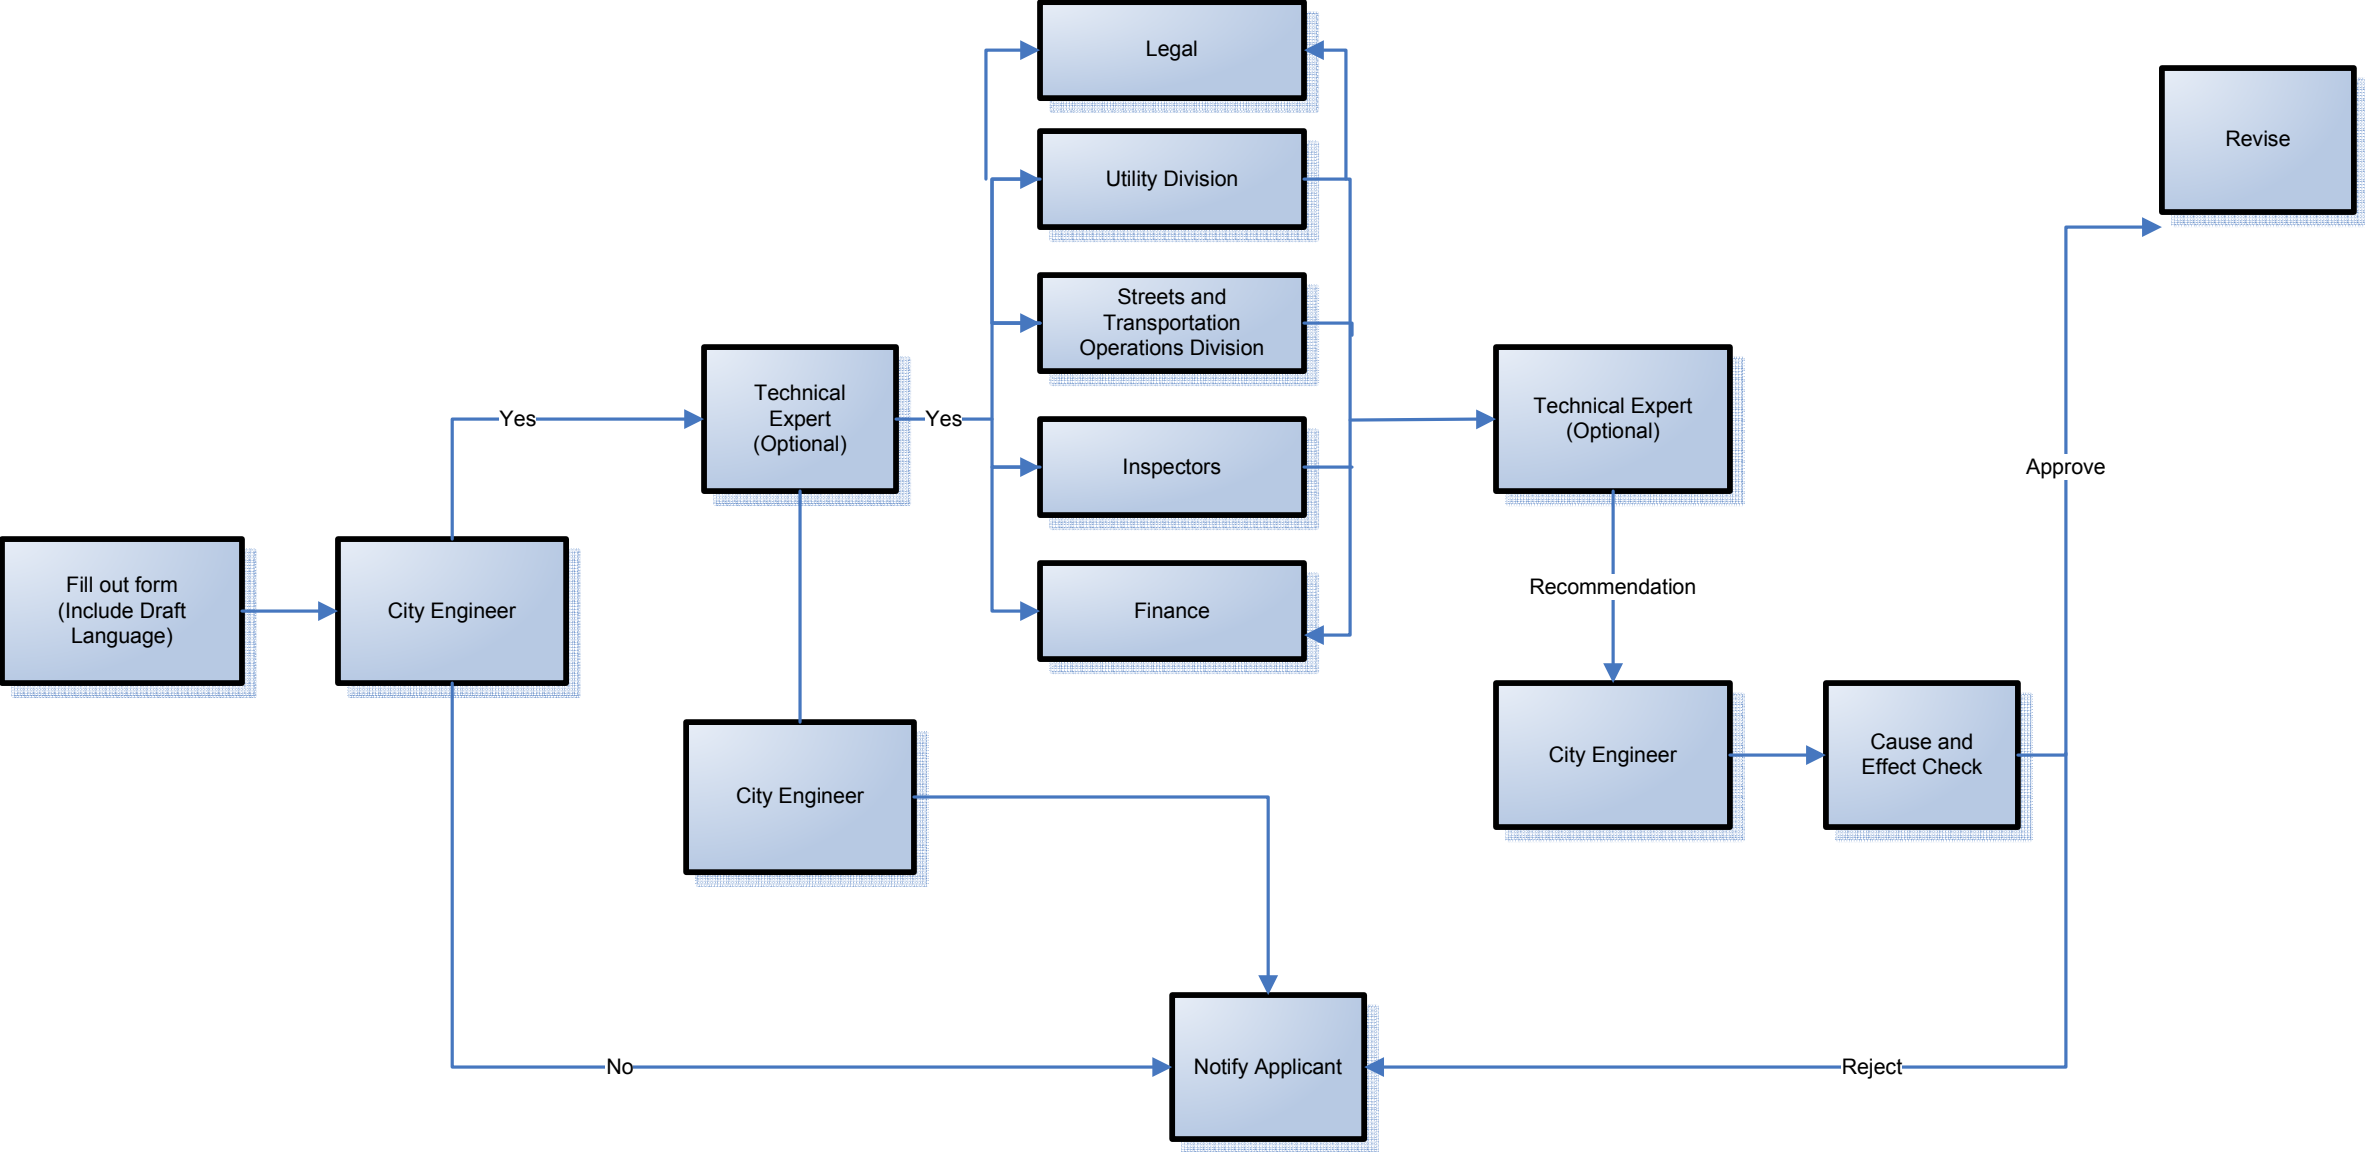 Legal
Revise
Utility Division
Streets and
Transportation
Operations Division
Technical
Expert
(Optional)
Yes
Yes
Technical Expert
(Optional)
Inspectors
Approve
Fill out form
(Include Draft
Language)
City Engineer
Finance
Recommendation
City Engineer
City Engineer
Cause and
Effect Check
No
Notify Applicant
Reject